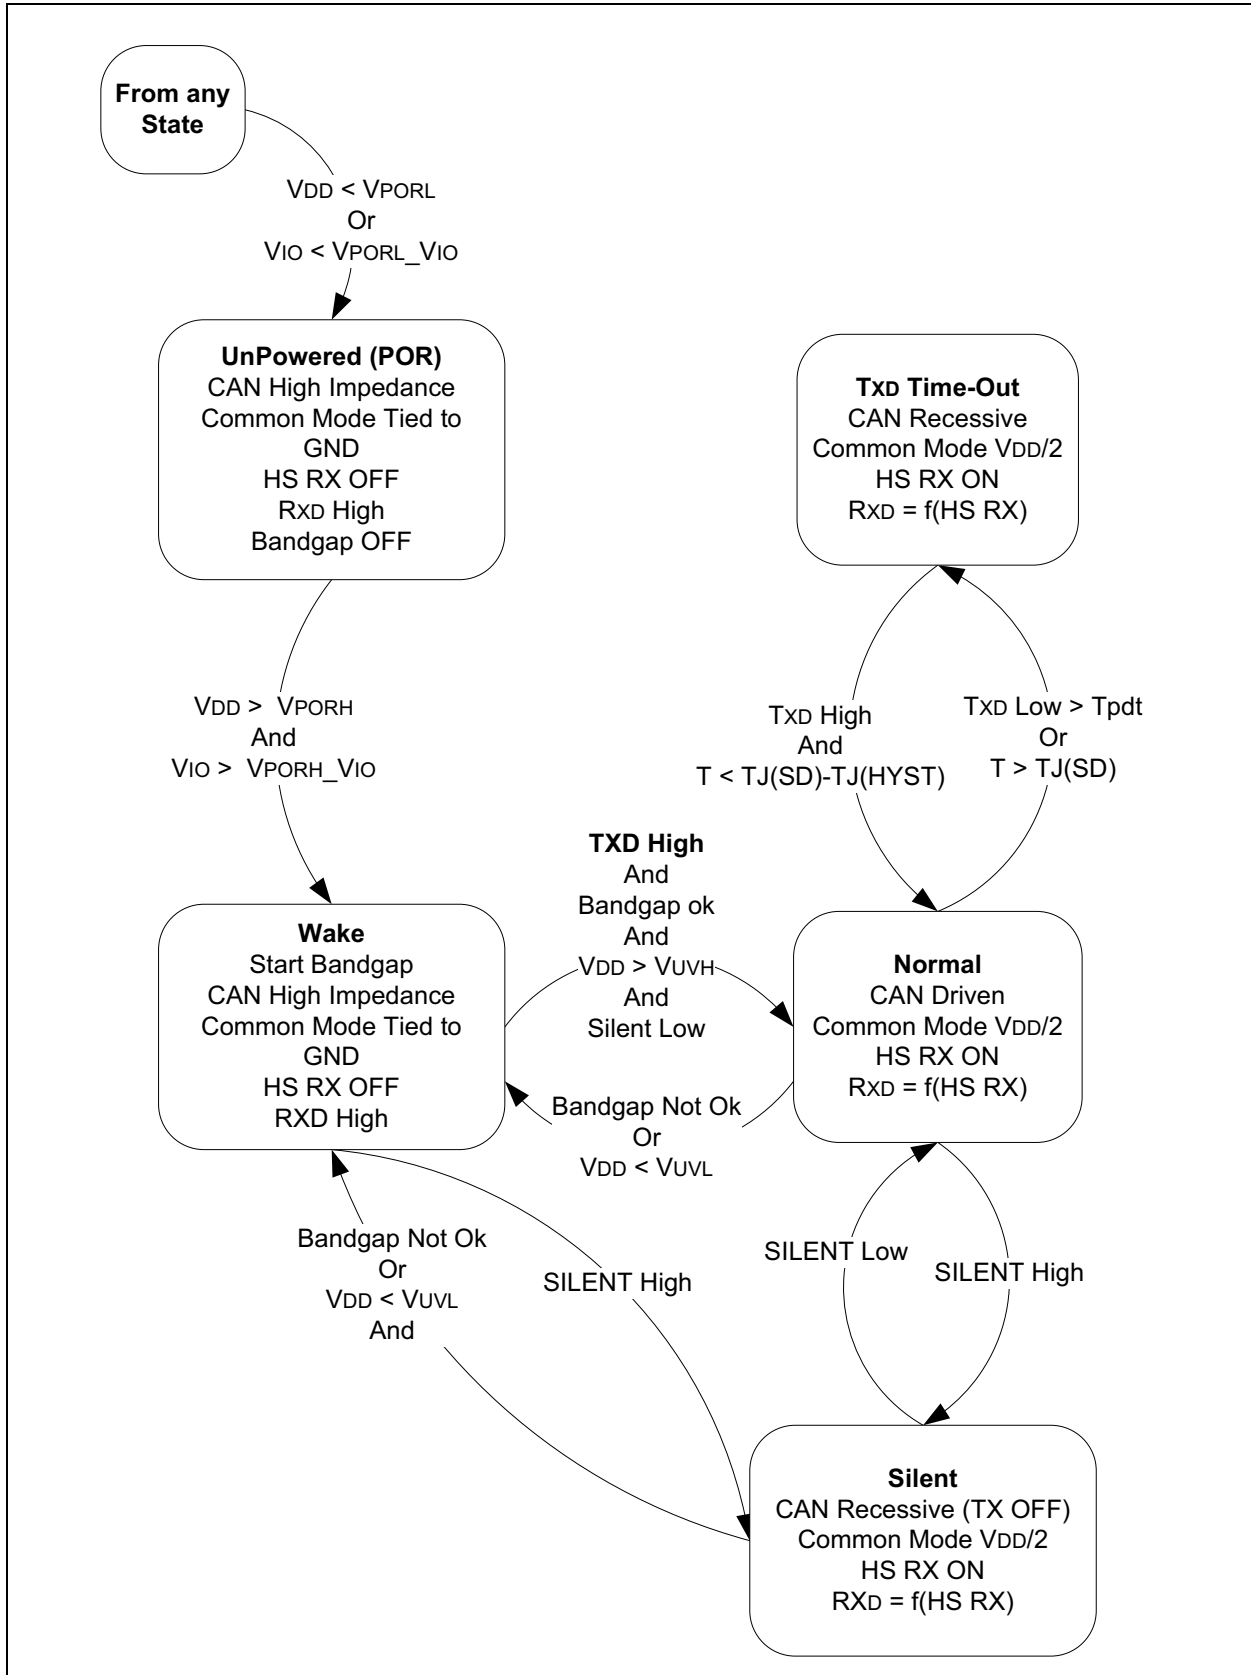 From any
State
VDD < VPORL
Or
VIO < VPORL_VIO
UnPowered (POR)
CAN High Impedance
Common Mode Tied to
GND
HS RX OFF
RXD High
Bandgap OFF
TXD Time-Out
CAN Recessive
Common Mode VDD/2
HS RX ON
RXD = f(HS RX)
VDD > VPORH
And
VIO > VPORH_VIO
TXD High
And
T < TJ(SD)-TJ(HYST)
TXD Low > Tpdt
Or
T > TJ(SD)
TXD High
And
Bandgap ok
And
VDD > VUVH
And
Silent Low
Wake
Start Bandgap
CAN High Impedance
Common Mode Tied to
GND
HS RX OFF
RXD High
Normal
CAN Driven
Common Mode VDD/2
HS RX ON
RXD = f(HS RX)
Bandgap Not Ok
Or
VDD < VUVL
Bandgap Not Ok
Or
VDD < VUVL
And
SILENT High
SILENT Low
SILENT High
Silent
CAN Recessive (TX OFF)
Common Mode VDD/2
HS RX ON
RXD = f(HS RX)